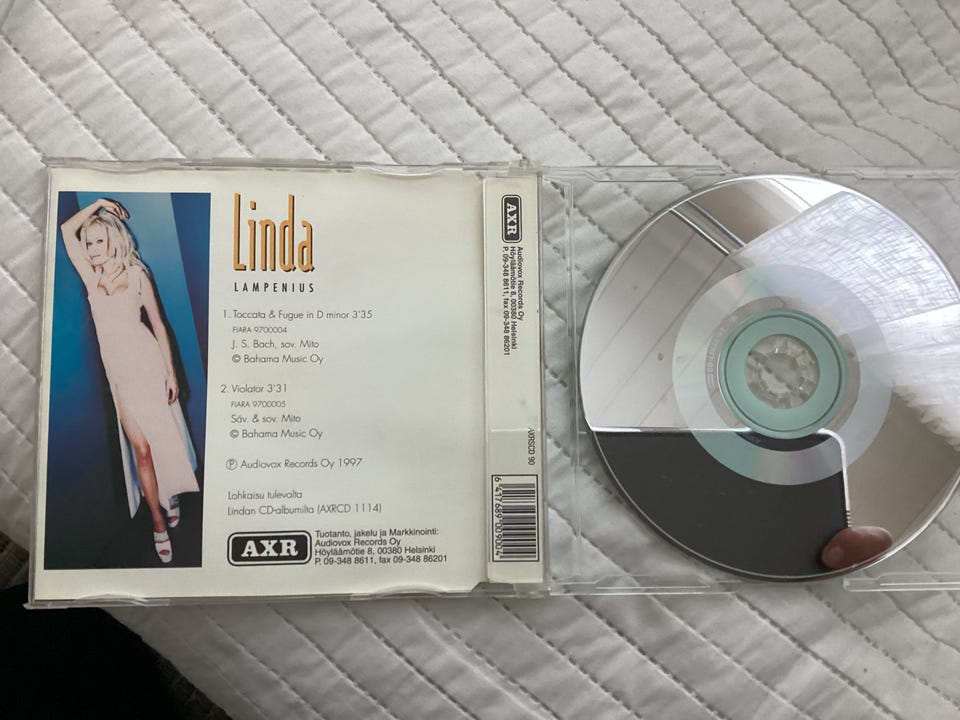 Linda
LAMPENIUS
1. Toccata & Fugue in D minor 3'35
FIARA 9700004
J. S. Bach, sov. Mito
© Bahama Music Oy
2. Violator 3'31
FIARA 9700005
Säv. & sov. Mito
© Bahama Music Oy
℗ Audiovox Records Oy 1997
Lohkaisu tulevalta
Lindan CD-albumilta (AXRCD 1114)
AXR
Tuotanto, jakelu ja Markkinointi:
Audiovox Records Oy
Höyläämötie 8, 00380 Helsinki
P. 09-348 8611, fax 09-348 86201
AXR
Audiovox Records Oy
Höyläämötie 8, 00380 Helsinki
P. 09-348 8611, fax 09-348 86201
AXRSCD 90
6 417689 009004